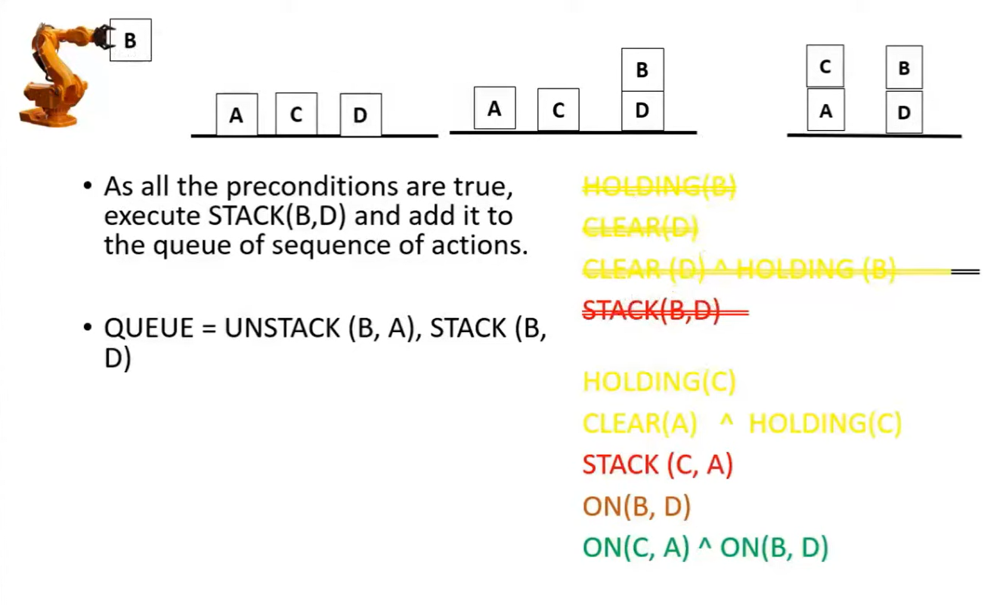 B
A C D
B
A C D
C B
A D
• As all the preconditions are true,
execute STACK(B,D) and add it to
the queue of sequence of actions.
• QUEUE = UNSTACK (B, A), STACK (B,
D)
HOLDING(B)
CLEAR(D)
CLEAR (D) ^ HOLDING (B)
STACK(B,D)
HOLDING(C)
CLEAR(A) ^ HOLDING(C)
STACK (C, A)
ON(B, D)
ON(C, A) ^ ON(B, D)